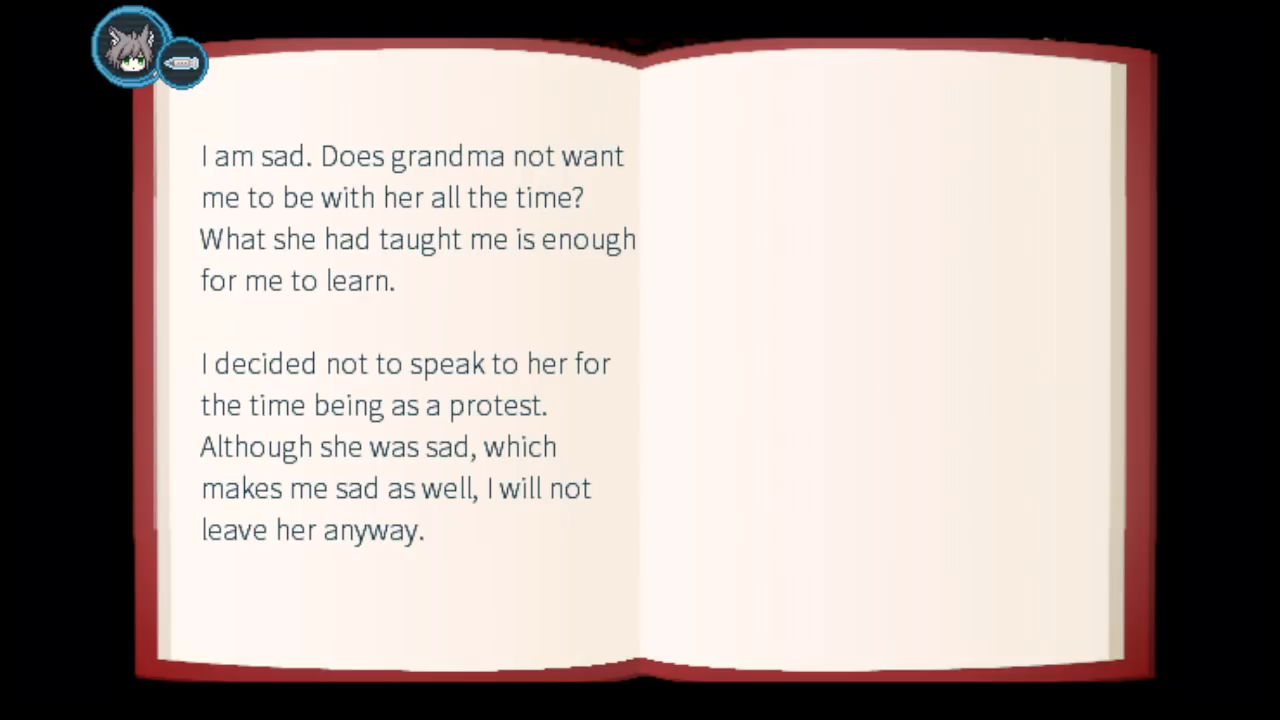 I am sad. Does grandma not want
me to be with her all the time?
What she had taught me is enough
for me to learn.
I decided not to speak to her for
the time being as a protest.
Although she was sad, which
makes me sad as well, I will not
leave her anyway.